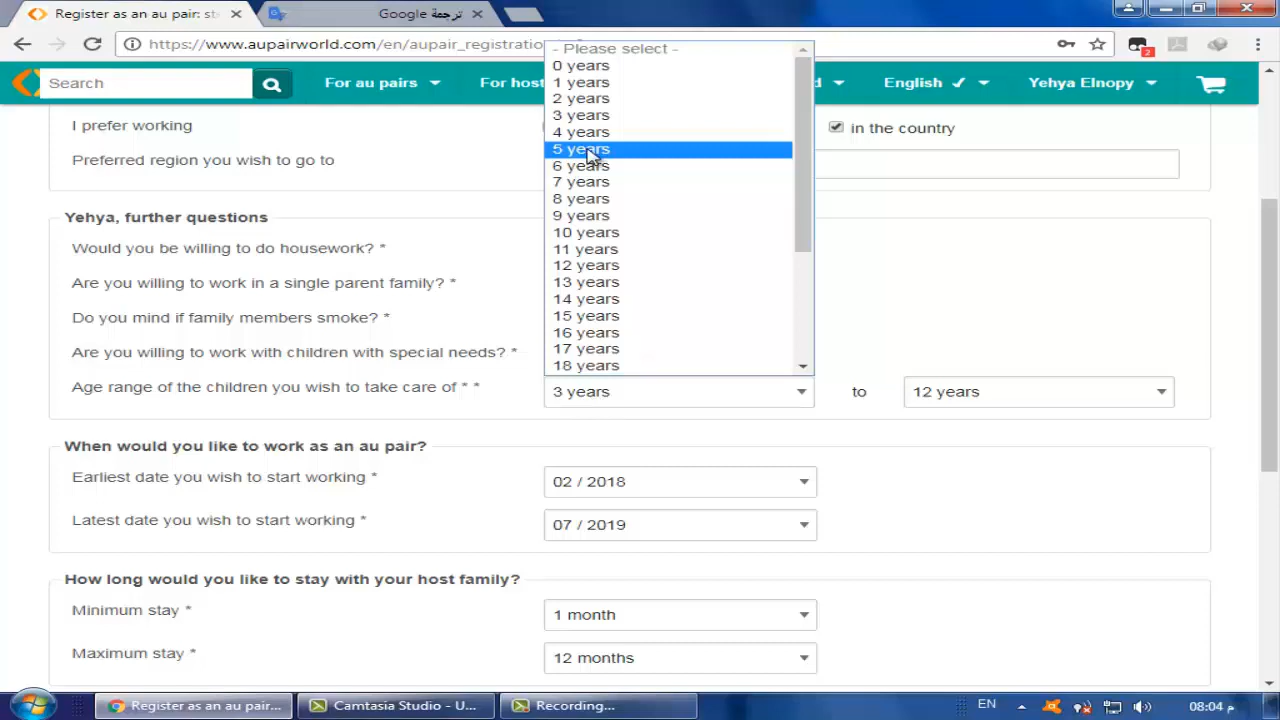 Register as an au pair: st
ترجمة Google
https://www.aupairworld.com/en/aupair_registratio
2
Search
For au pairs
For host
d
English
Yehya Elnopy
- Please select -
0 years
1 years
2 years
3 years
4 years
5 years
6 years
7 years
8 years
9 years
10 years
11 years
12 years
13 years
14 years
15 years
16 years
17 years
18 years
I prefer working
in the country
Preferred region you wish to go to
Yehya, further questions
Would you be willing to do housework? *
Are you willing to work in a single parent family? *
Do you mind if family members smoke? *
Are you willing to work with children with special needs? *
Age range of the children you wish to take care of * *
3 years
to
12 years
When would you like to work as an au pair?
Earliest date you wish to start working *
02 / 2018
Latest date you wish to start working *
07 / 2019
How long would you like to stay with your host family?
Minimum stay *
1 month
Maximum stay *
12 months
Register as an au pair...
Camtasia Studio - U...
Recording...
EN
08:04 م